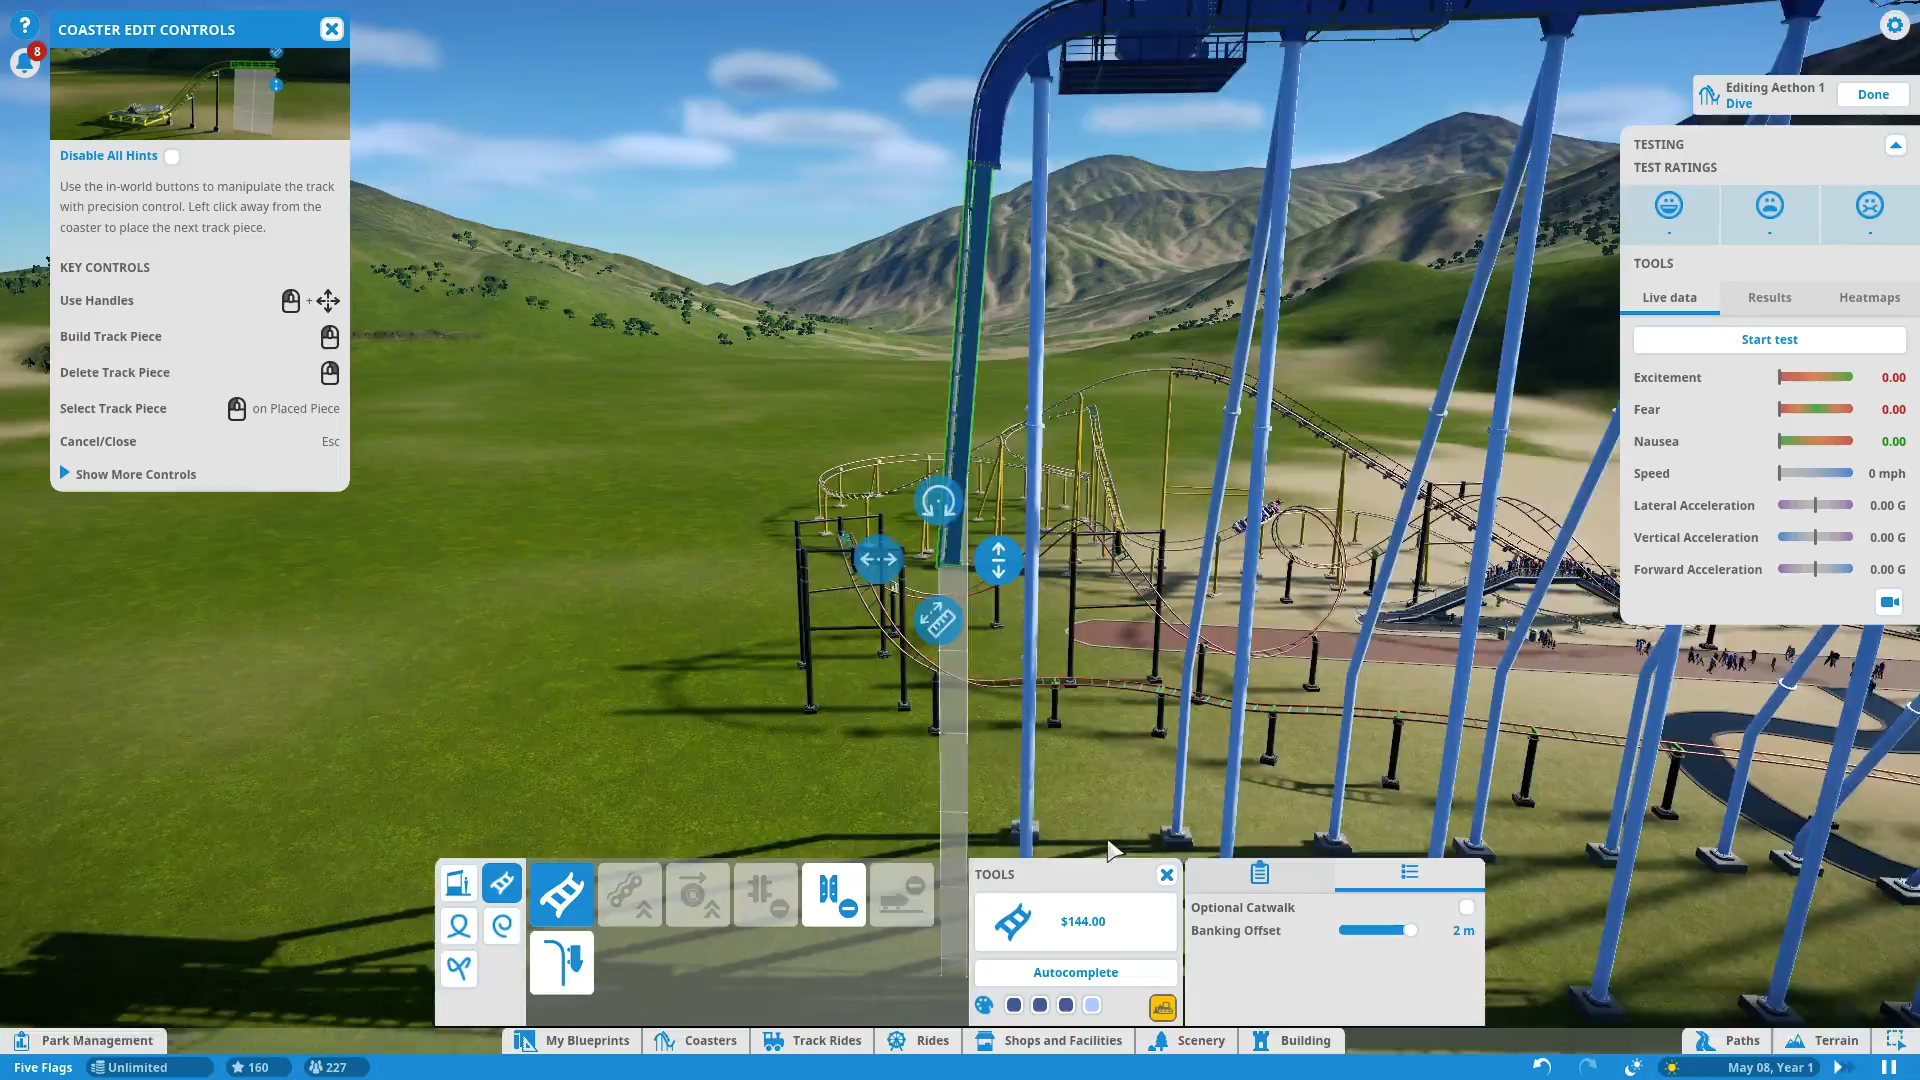 ?
8
COASTER EDIT CONTROLS
Disable All Hints
Use the in-world buttons to manipulate the track
with precision control. Left click away from the
coaster to place the next track piece.
KEY CONTROLS
Use Handles +
Build Track Piece
Delete Track Piece
Select Track Piece on Placed Piece
Cancel/Close Esc
Show More Controls
Editing Aethon 1
Dive
Done
TESTING
TEST RATINGS
- - -
TOOLS
Live data Results Heatmaps
Start test
Excitement 0.00
Fear 0.00
Nausea 0.00
Speed 0 mph
Lateral Acceleration 0.00 G
Vertical Acceleration 0.00 G
Forward Acceleration 0.00 G
TOOLS
$144.00
Autocomplete
Optional Catwalk
Banking Offset 2 m
Park Management
My Blueprints Coasters Track Rides Rides Shops and Facilities Scenery Building
Paths Terrain
Five Flags Unlimited 160 227
May 08, Year 1